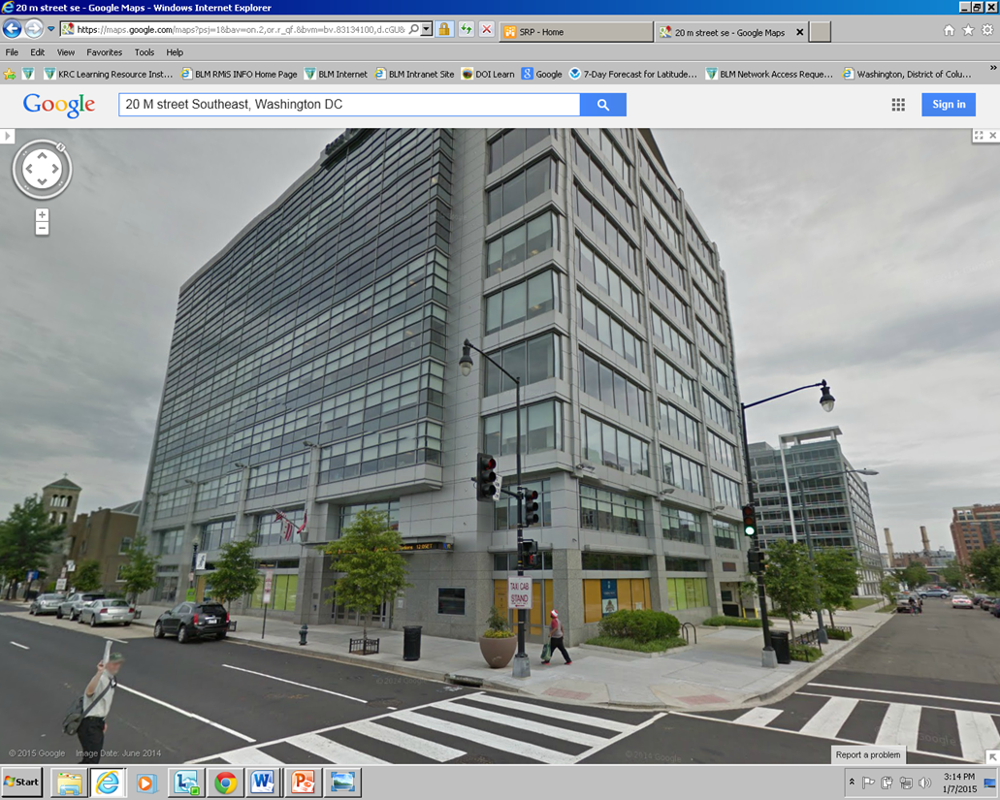 20 m street se - Google Maps - Windows Internet Explorer
https://maps.google.com/maps?psj=1&bav=on.2,or.r_qf.&bvm=bv.83134100,d.cGU&
SRP - Home
20 m street se - Google Maps
File Edit View Favorites Tools Help
KRC Learning Resource Inst...
BLM RMiS INFO Home Page
BLM Internet
BLM Intranet Site
DOI Learn
Google
7-Day Forecast for Latitude...
BLM Network Access Reque...
Washington, District of Colu...
Google
20 M street Southeast, Washington DC
Sign in
TAXI CAB
STAND
© 2015 Google Image Date: June 2014
Report a problem
Start
3:14 PM
1/7/2015